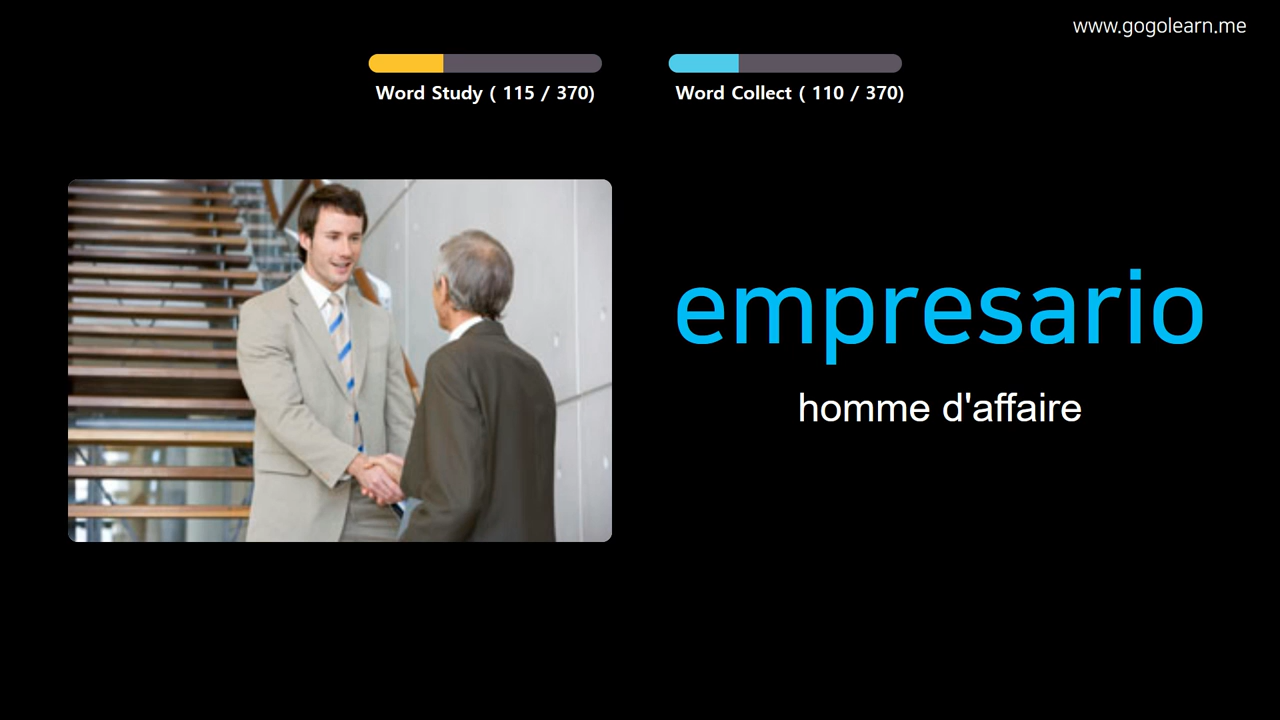 www.gogolearn.me
Word Study ( 115 / 370)
Word Collect ( 110 / 370)
empresario
homme d'affaire